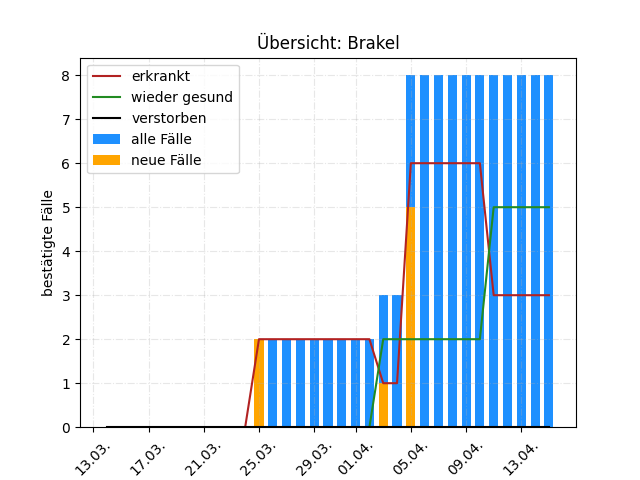 Übersicht: Brakel
erkrankt
wieder gesund
verstorben
alle Fälle
neue Fälle
bestätigte Fälle
8
7
6
5
4
3
2
1
0
13.03.
17.03.
21.03.
25.03.
29.03.
01.04.
05.04.
09.04.
13.04.